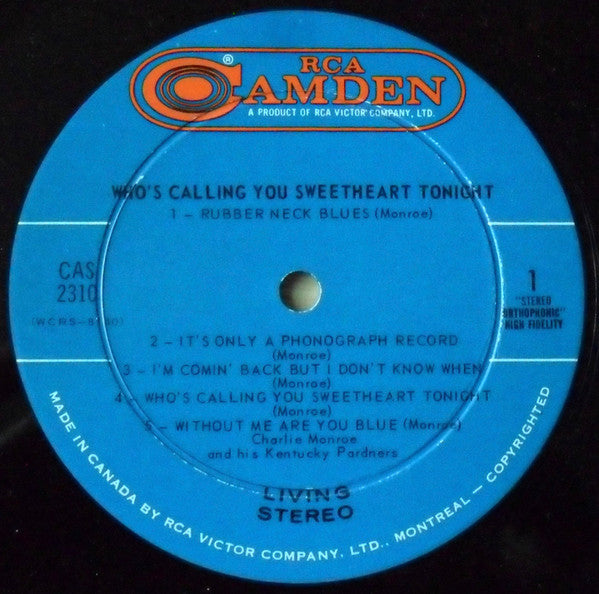 RCA
CAMDEN
®
A PRODUCT OF RCA VICTOR COMPANY, LTD.
WHO'S CALLING YOU SWEETHEART TONIGHT
1 – RUBBER NECK BLUES (Monroe)
CAS
2310
1
"STEREO
ORTHOPHONIC"
HIGH FIDELITY
2 – IT'S ONLY A PHONOGRAPH RECORD
(Monroe)
3 – I'M COMIN' BACK BUT I DON'T KNOW WHEN
(Monroe)
4 – WHO'S CALLING YOU SWEETHEART TONIGHT
(Monroe)
5 – WITHOUT ME ARE YOU BLUE (Monroe)
Charlie Monroe
and his Kentucky Pardners
LIVING
STEREO
MADE IN CANADA BY RCA VICTOR COMPANY, LTD., MONTREAL — COPYRIGHTED